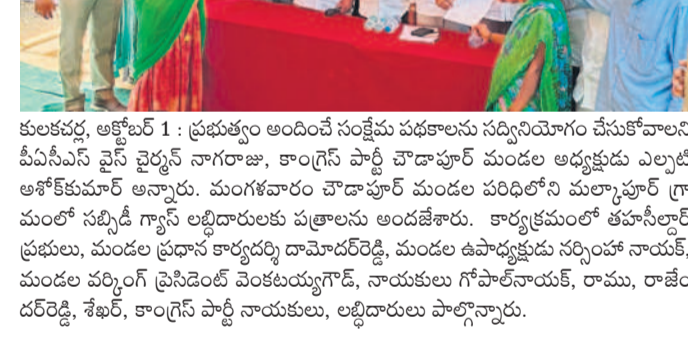 కులకచర్ల, అక్టోబర్ 1 : ప్రభుత్వం అందించే సంక్షేమ పథకాలను సద్వినియోగం చేసుకోవాలని
పీఏసీఎస్ వైస్ చైర్మన్ నాగరాజు, కాంగ్రెస్ పార్టీ చౌడాపూర్ మండల అధ్యక్షుడు ఎల్పటి
అశోక్‌కుమార్ అన్నారు. మంగళవారం చౌడాపూర్ మండల పరిధిలోని మల్కాపూర్ గ్రా
మంలో సబ్సిడీ గ్యాస్ లబ్ధిదారులకు పత్రాలను అందజేశారు. కార్యక్రమంలో తహసీల్దార్
ప్రభులు, మండల ప్రధాన కార్యదర్శి దామోదర్‌రెడ్డి, మండల ఉపాధ్యక్షుడు నర్సింహా నాయక్,
మండల వర్కింగ్ ప్రెసిడెంట్ వెంకటయ్యగౌడ్, నాయకులు గోపాల్‌నాయక్, రాము, రాజేం
దర్‌రెడ్డి, శేఖర్, కాంగ్రెస్ పార్టీ నాయకులు, లబ్ధిదారులు పాల్గొన్నారు.